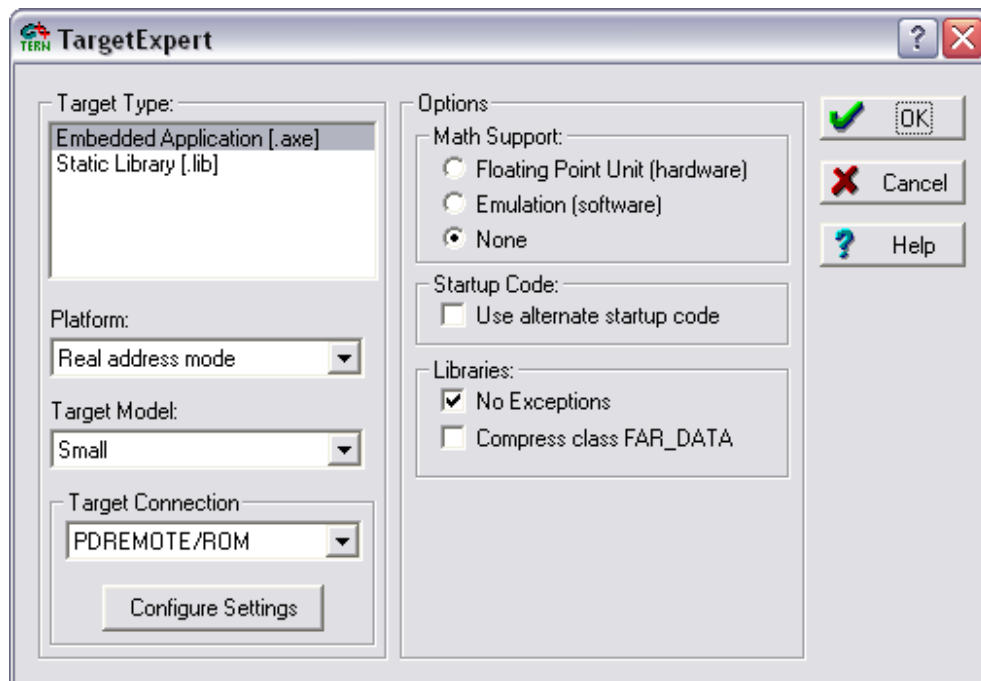 TERN TargetExpert
Target Type:
Embedded Application [.axe]
Static Library [.lib]
Platform:
Real address mode
Target Model:
Small
Target Connection
PDREMOTE/ROM
Configure Settings
Options
Math Support:
Floating Point Unit (hardware)
Emulation (software)
None
Startup Code:
Use alternate startup code
Libraries:
No Exceptions
Compress class FAR_DATA
OK
Cancel
Help